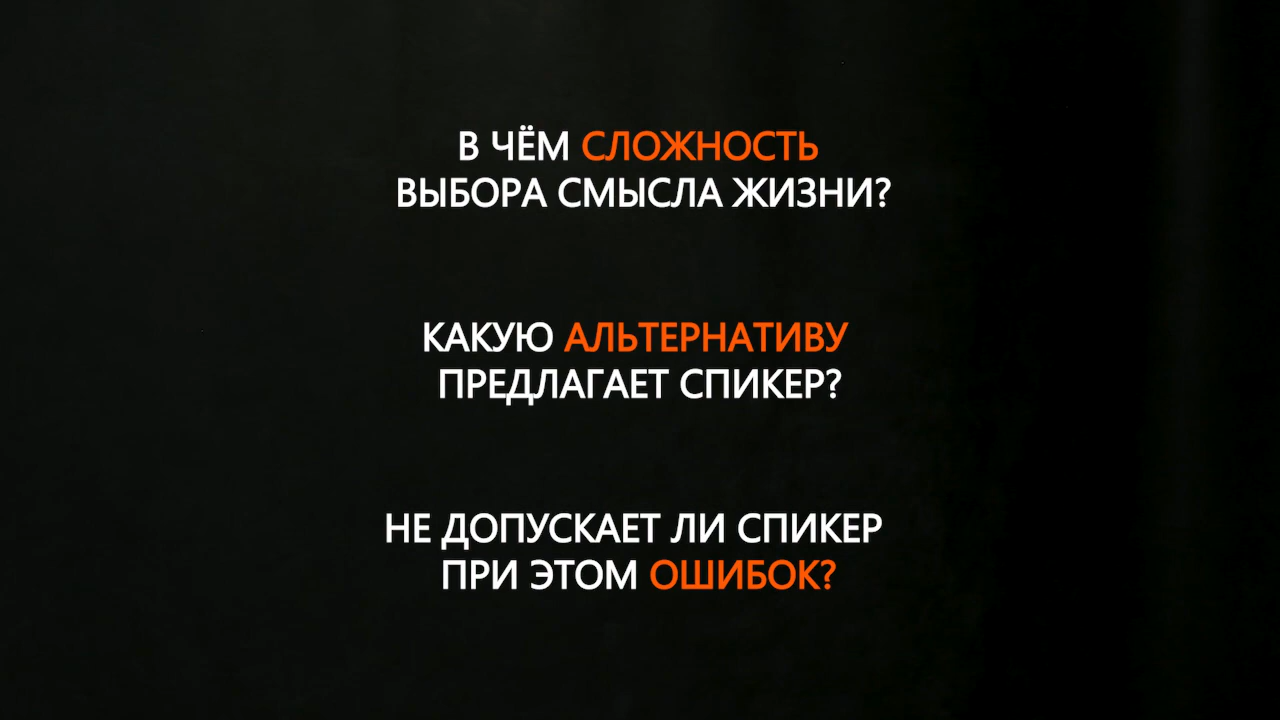 В ЧЁМ СЛОЖНОСТЬ
ВЫБОРА СМЫСЛА ЖИЗНИ?
КАКУЮ АЛЬТЕРНАТИВУ
ПРЕДЛАГАЕТ СПИКЕР?
НЕ ДОПУСКАЕТ ЛИ СПИКЕР
ПРИ ЭТОМ ОШИБОК?